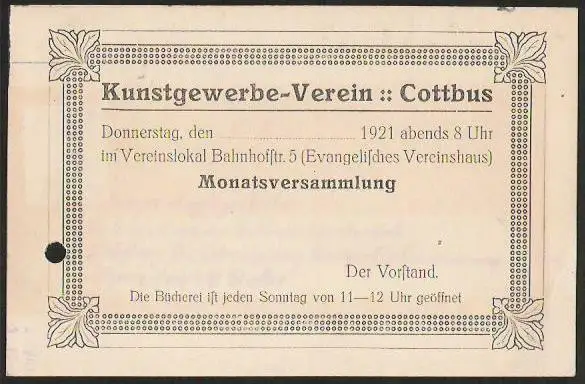 Kunstgewerbe-Verein :: Cottbus
Donnerstag, den .......................... 1921 abends 8 Uhr
im Vereinslokal Bahnhofſtr. 5 (Evangeliſches Vereinshaus)
Monatsversammlung
Der Vorſtand.
Die Bücherei iſt jeden Sonntag von 11—12 Uhr geöffnet